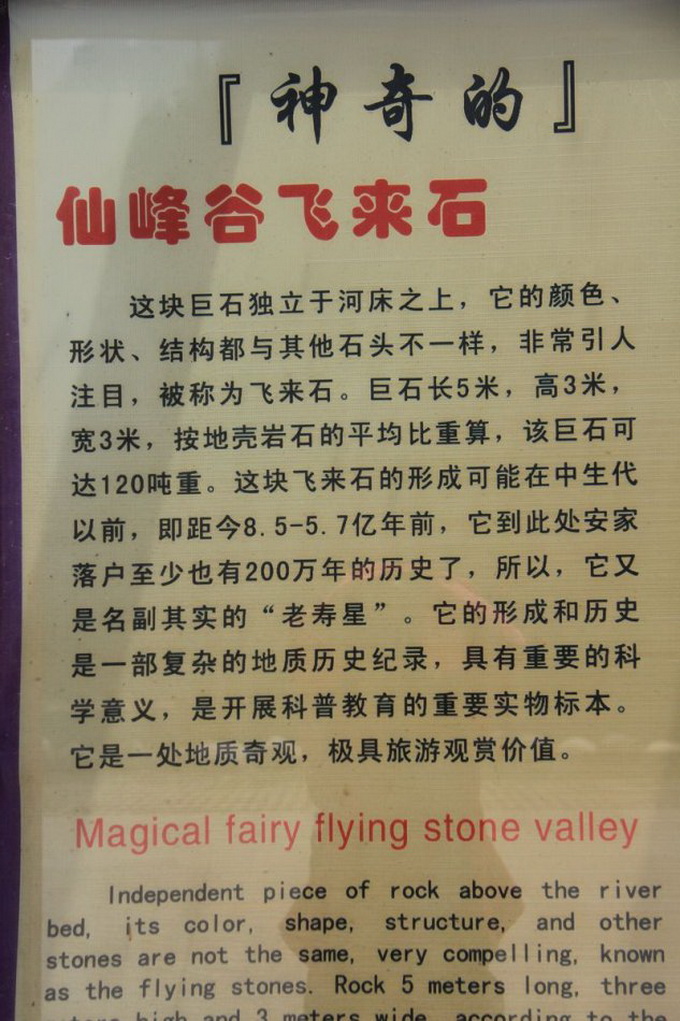 『神奇的』
仙峰谷飞来石
这块巨石独立于河床之上，它的颜色、
形状、结构都与其他石头不一样，非常引人
注目，被称为飞来石。巨石长5米，高3米，
宽3米，按地壳岩石的平均比重算，该巨石可
达120吨重。这块飞来石的形成可能在中生代
以前，即距今8.5-5.7亿年前，它到此处安家
落户至少也有200万年的历史了，所以，它又
是名副其实的“老寿星”。它的形成和历史
是一部复杂的地质历史纪录，具有重要的科
学意义，是开展科普教育的重要实物标本。
它是一处地质奇观，极具旅游观赏价值。
Magical fairy flying stone valley
Independent piece of rock above the river
bed, its color, shape, structure, and other
stones are not the same, very compelling, known
as the flying stones. Rock 5 meters long, three
high and 3 meters wide, according to the